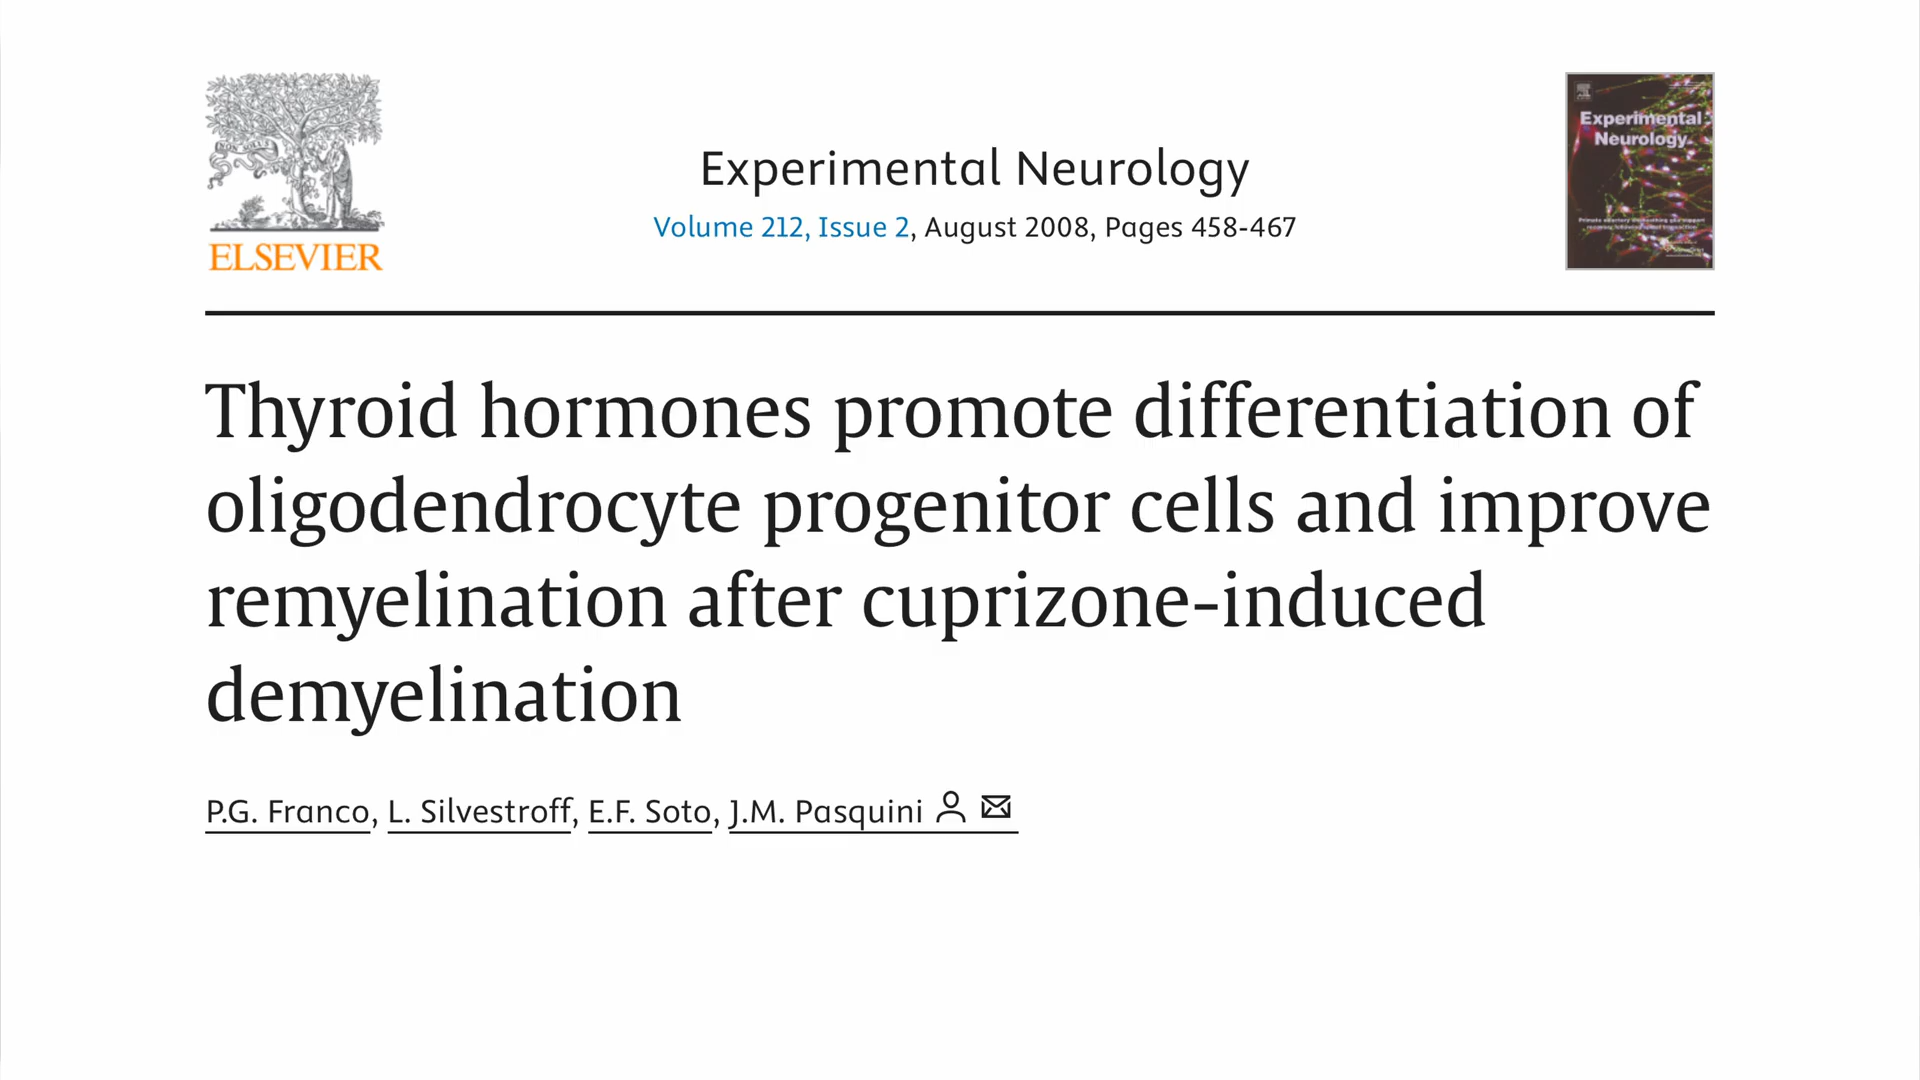 Experimental Neurology
Volume 212, Issue 2, August 2008, Pages 458-467
ELSEVIER
Experimental
Neurology
Thyroid hormones promote differentiation of
oligodendrocyte progenitor cells and improve
remyelination after cuprizone-induced
demyelination
P.G. Franco, L. Silvestroff, E.F. Soto, J.M. Pasquini